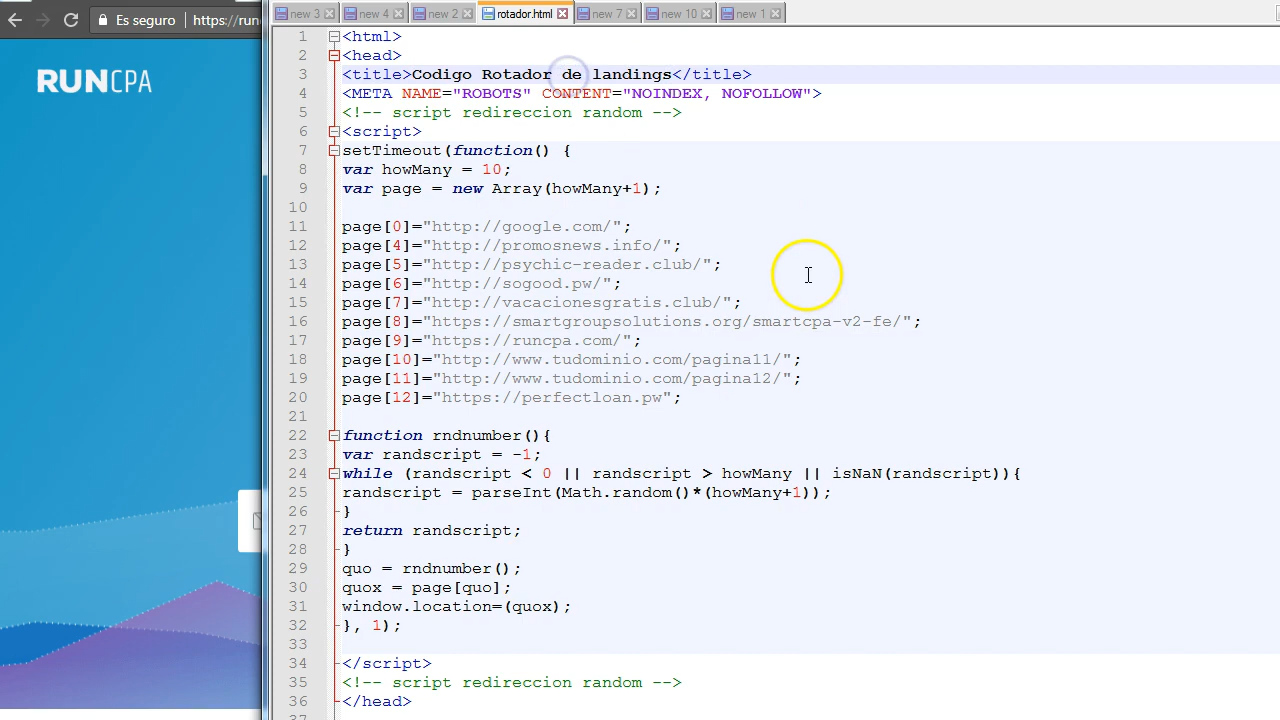 Es seguro
https://run
RUNCPA
new 3
new 4
new 2
rotador.html
new 7
new 10
new 1
1 <html>
2 <head>
3 <title>Codigo Rotador de landings</title>
4 <META NAME="ROBOTS" CONTENT="NOINDEX, NOFOLLOW">
5 <!-- script redireccion random -->
6 <script>
7 setTimeout(function() {
8 var howMany = 10;
9 var page = new Array(howMany+1);
10
11 page[0]="http://google.com/";
12 page[4]="http://promosnews.info/";
13 page[5]="http://psychic-reader.club/";
14 page[6]="http://sogood.pw/";
15 page[7]="http://vacacionesgratis.club/";
16 page[8]="https://smartgroupsolutions.org/smartcpa-v2-fe/";
17 page[9]="https://runcpa.com/";
18 page[10]="http://www.tudominio.com/pagina11/";
19 page[11]="http://www.tudominio.com/pagina12/";
20 page[12]="https://perfectloan.pw";
21
22 function rndnumber(){
23 var randscript = -1;
24 while (randscript < 0 || randscript > howMany || isNaN(randscript)){
25 randscript = parseInt(Math.random()*(howMany+1));
26 }
27 return randscript;
28 }
29 quo = rndnumber();
30 quox = page[quo];
31 window.location=(quox);
32 }, 1);
33
34 </script>
35 <!-- script redireccion random -->
36 </head>
37